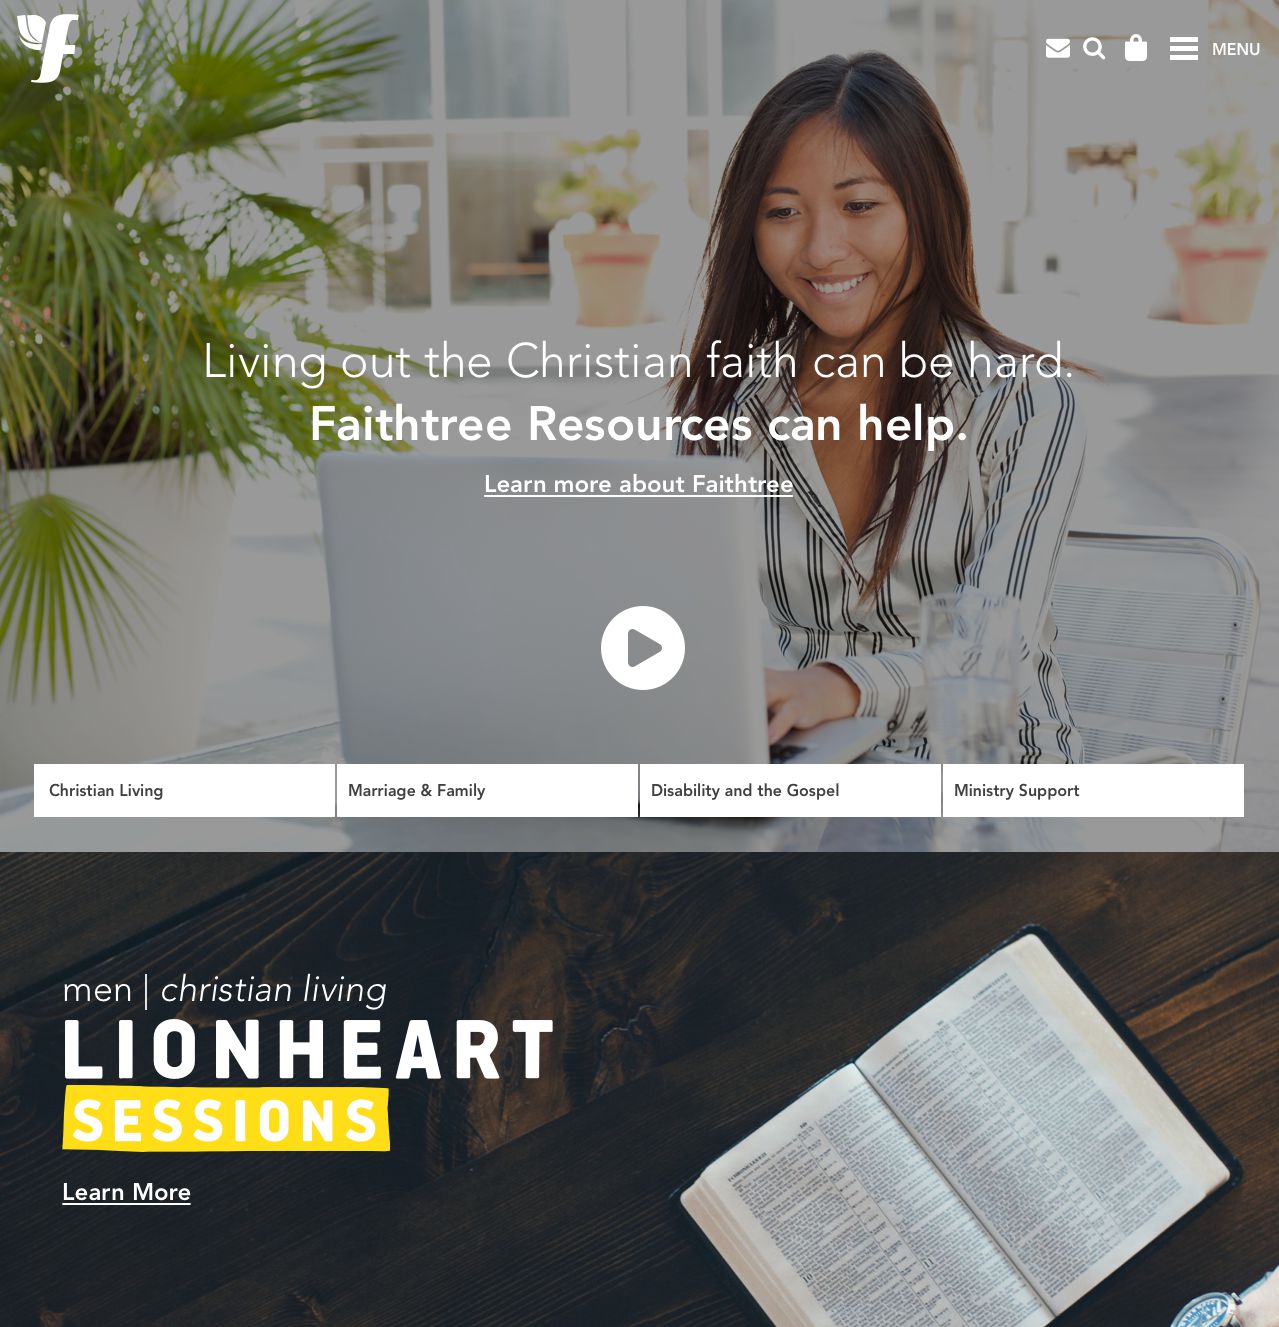 MENU
Living out the Christian faith can be hard.
Faithtree Resources can help.
Learn more about Faithtree
Christian Living
Marriage & Family
Disability and the Gospel
Ministry Support
men | christian living
LIONHEART
SESSIONS
Learn More